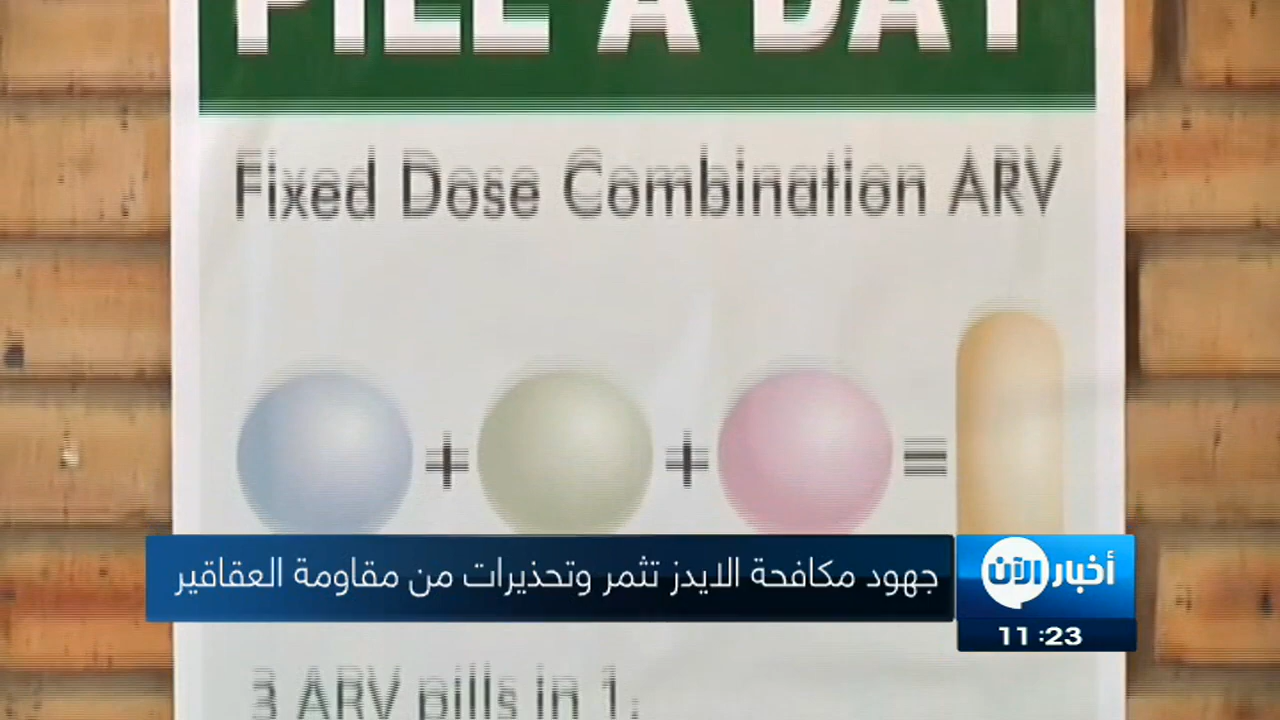 PILL A DAY
Fixed Dose Combination ARV
+ + =
جهود مكافحة الايدز تثمر وتحذيرات من مقاومة العقاقير
أخبار الآن
11:23
3 ARV pills in 1.